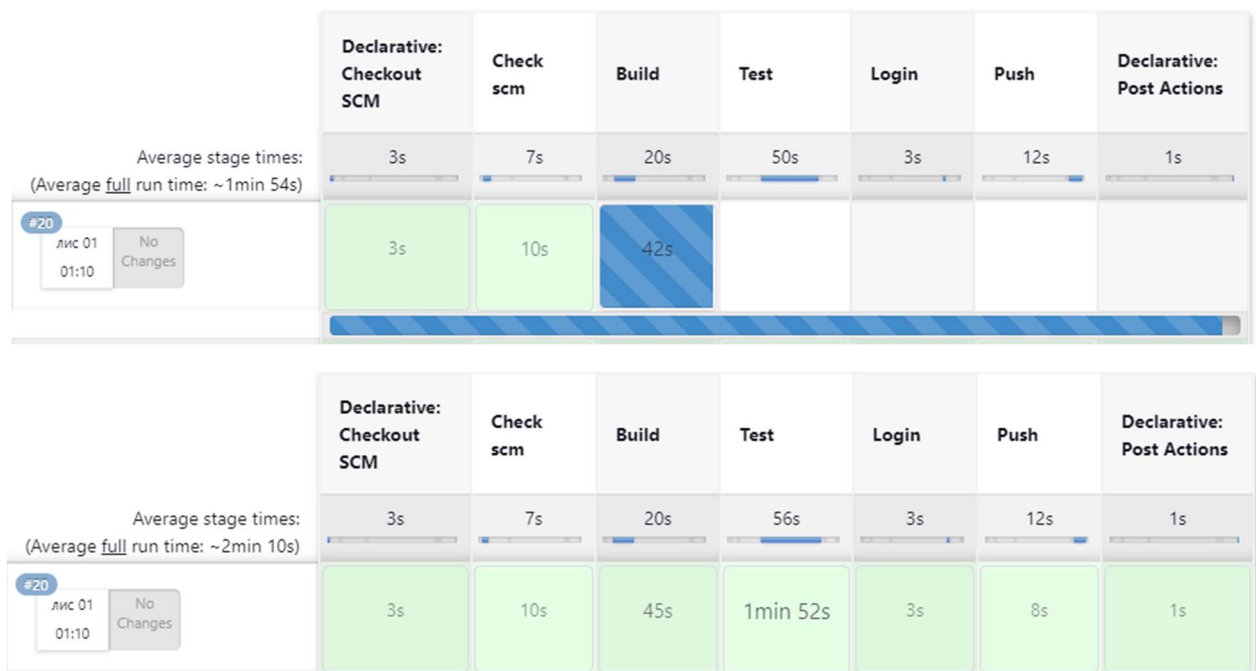 Declarative:
Checkout
SCM
Check
scm
Build
Test
Login
Push
Declarative:
Post Actions
Average stage times:
(Average full run time: ~1min 54s)
3s
7s
20s
50s
3s
12s
1s
#20
лис 01
01:10
No
Changes
3s
10s
42s
Declarative:
Checkout
SCM
Check
scm
Build
Test
Login
Push
Declarative:
Post Actions
Average stage times:
(Average full run time: ~2min 10s)
3s
7s
20s
56s
3s
12s
1s
#20
лис 01
01:10
No
Changes
3s
10s
45s
1min 52s
3s
8s
1s